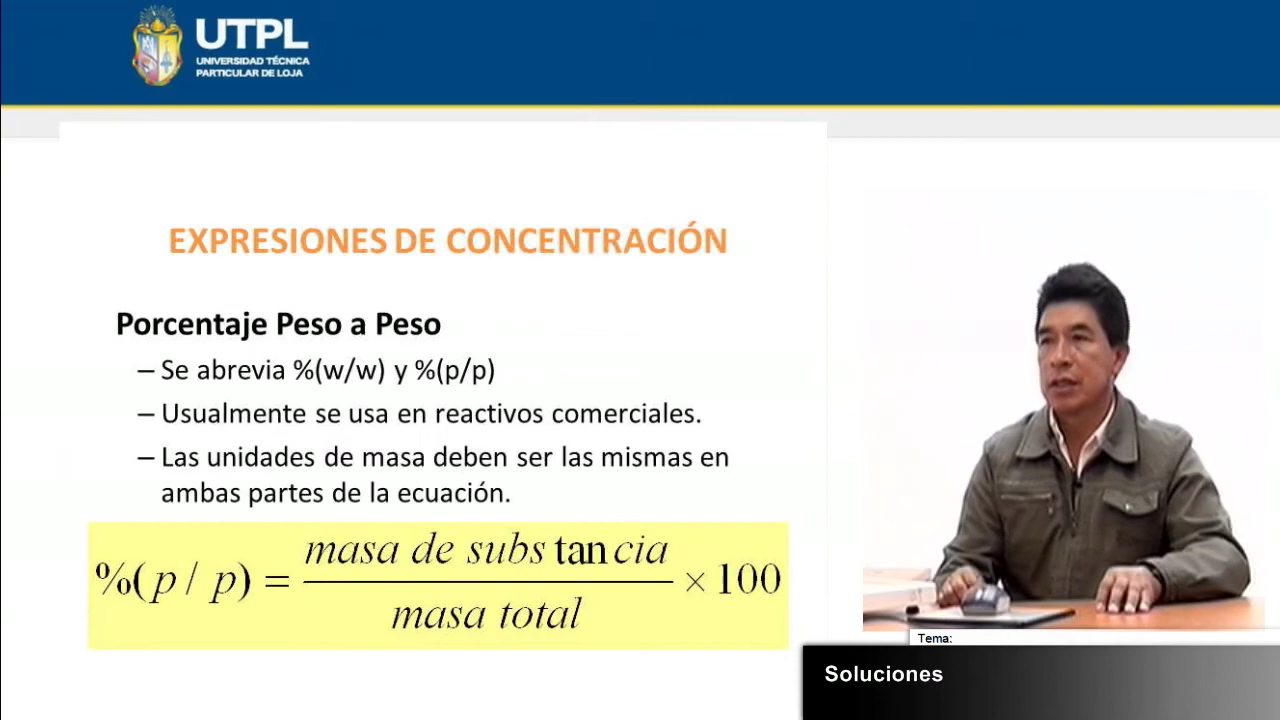 UTPL
UNIVERSIDAD TÉCNICA
PARTICULAR DE LOJA
EXPRESIONES DE CONCENTRACIÓN
Porcentaje Peso a Peso
– Se abrevia %(w/w) y %(p/p)
– Usualmente se usa en reactivos comerciales.
– Las unidades de masa deben ser las mismas en
ambas partes de la ecuación.
%( p / p) = masa de subs tan cia / masa total × 100
Tema:
Soluciones